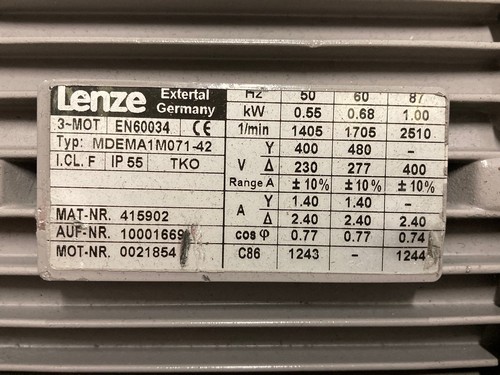 Lenze Extertal Germany
3~MOT EN60034 CE
Typ: MDEMA1M071-42
I.CL. F IP 55 TKO
MAT-NR. 415902
AUF-NR. 10001669
MOT-NR. 0021854
Hz 50 60 87
kW 0.55 0.68 1.00
1/min 1405 1705 2510
V Y 400 480 -
Δ 230 277 400
Range A ± 10% ± 10% ± 10%
A Y 1.40 1.40 -
Δ 2.40 2.40 2.40
cos φ 0.77 0.77 0.74
C86 1243 - 1244